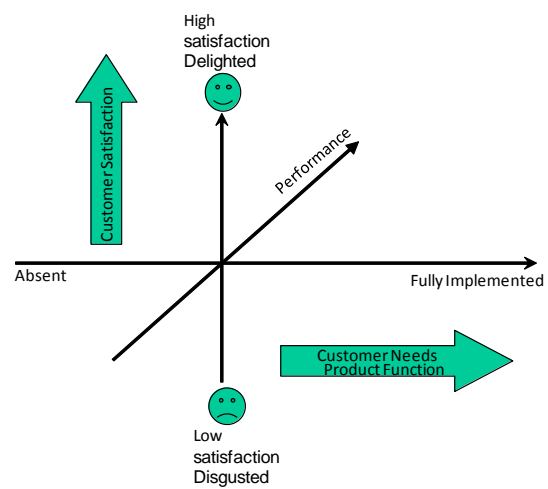 High
satisfaction
Delighted
Customer Satisfaction
Performance
Absent
Fully Implemented
Customer Needs
Product Function
Low
satisfaction
Disgusted